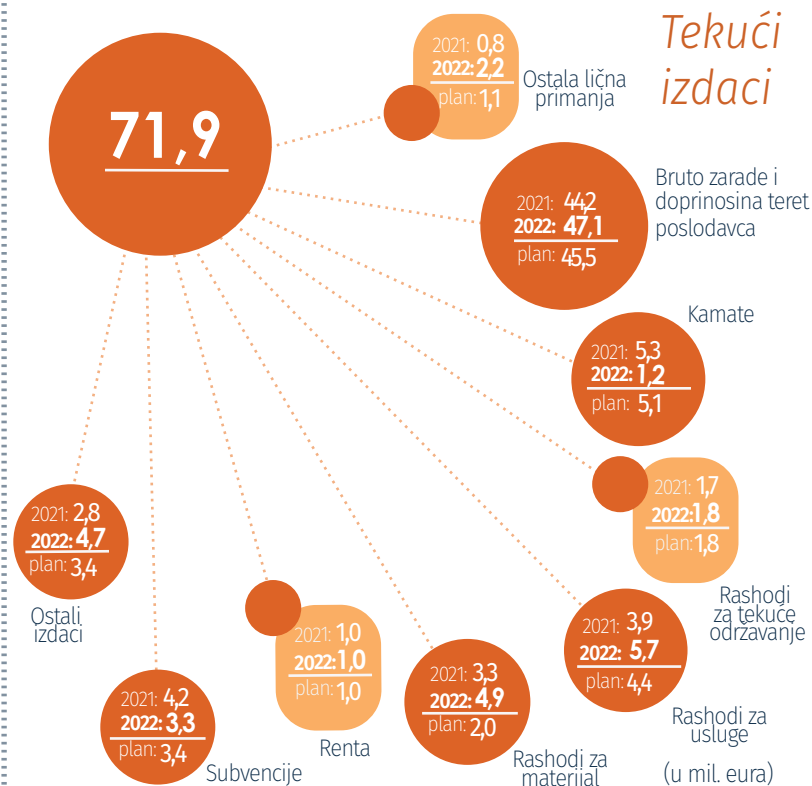 Tekući
izdaci
71,9
2021: 0,8
2022: 2,2
plan: 1,1
Ostala lična
primanja
2021: 44,2
2022: 47,1
plan: 45,5
Bruto zarade i
doprinosina teret
poslodavca
Kamate
2021: 5,3
2022: 1,2
plan: 5,1
2021: 1,7
2022:1,8
plan:1,8
Rashodi
za tekuće
održavanje
2021: 3,9
2022: 5,7
plan: 4,4
Rashodi za
usluge
2021: 3,3
2022: 4,9
plan: 2,0
Rashodi za
materijal
2021: 1,0
2022: 1,0
plan: 1,0
Renta
2021: 4,2
2022: 3,3
plan: 3,4
Subvencije
2021: 2,8
2022: 4,7
plan: 3,4
Ostali
izdaci
(u mil. eura)